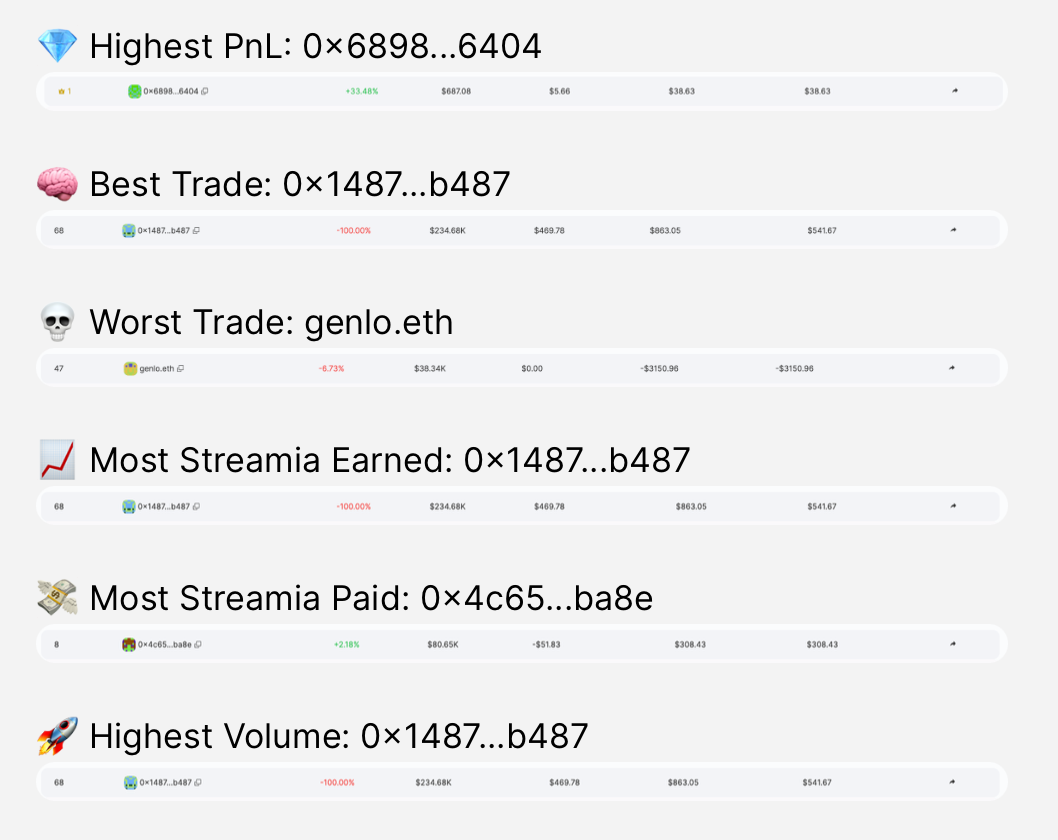 💎 Highest PnL: 0×6898...6404
1 0×6898...6404 +33.48% $687.08 $5.66 $38.63 $38.63
🧠 Best Trade: 0×1487...b487
68 0×1487...b487 -100.00% $234.68K $469.78 $863.05 $541.67
💀 Worst Trade: genlo.eth
47 genlo.eth -6.73% $38.34K $0.00 -$3150.96 -$3150.96
📈 Most Streamia Earned: 0×1487...b487
68 0×1487...b487 -100.00% $234.68K $469.78 $863.05 $541.67
💸 Most Streamia Paid: 0×4c65...ba8e
8 0×4c65...ba8e +2.18% $80.65K -$51.83 $308.43 $308.43
🚀 Highest Volume: 0×1487...b487
68 0×1487...b487 -100.00% $234.68K $469.78 $863.05 $541.67